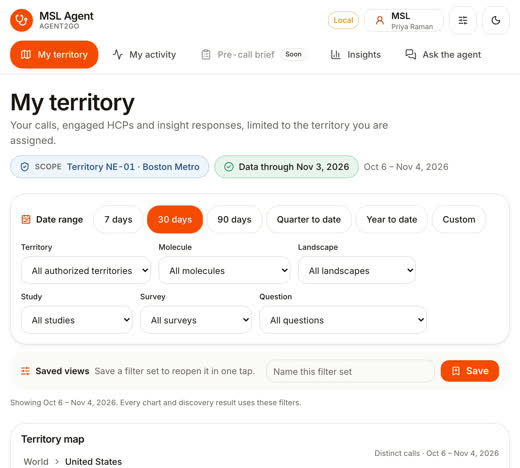 MSL Agent
AGENT2GO
Local
MSL
Priya Raman
My territory
My activity
Pre-call brief
Soon
Insights
Ask the agent
My territory
Your calls, engaged HCPs and insight responses, limited to the territory you are
assigned.
SCOPE Territory NE-01 · Boston Metro
Data through Nov 3, 2026
Oct 6 – Nov 4, 2026
Date range
7 days
30 days
90 days
Quarter to date
Year to date
Custom
Territory
Molecule
Landscape
All authorized territories
All molecules
All landscapes
Study
Survey
Question
All studies
All surveys
All questions
Saved views
Save a filter set to reopen it in one tap.
Name this filter set
Save
Showing Oct 6 – Nov 4, 2026. Every chart and discovery result uses these filters.
Territory map
Distinct calls · Oct 6 – Nov 4, 2026
World › United States